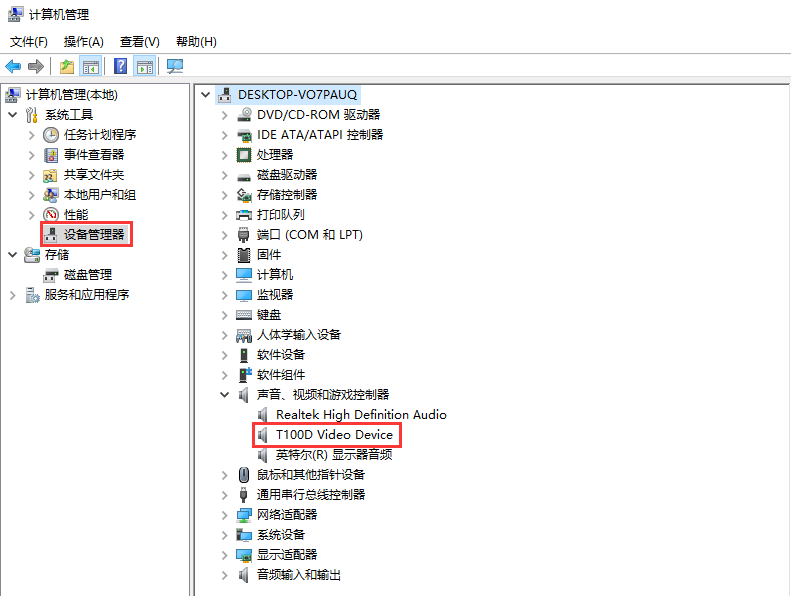 计算机管理
文件(F) 操作(A) 查看(V) 帮助(H)
计算机管理(本地)
系统工具
任务计划程序
事件查看器
共享文件夹
本地用户和组
性能
设备管理器
存储
磁盘管理
服务和应用程序
DESKTOP-VO7PAUQ
DVD/CD-ROM 驱动器
IDE ATA/ATAPI 控制器
处理器
磁盘驱动器
存储控制器
打印队列
端口 (COM 和 LPT)
固件
计算机
监视器
键盘
人体学输入设备
软件设备
软件组件
声音、视频和游戏控制器
Realtek High Definition Audio
T100D Video Device
英特尔(R) 显示器音频
鼠标和其他指针设备
通用串行总线控制器
网络适配器
系统设备
显示适配器
音频输入和输出